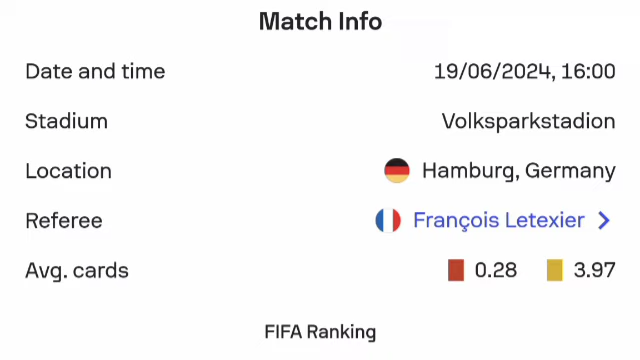 Match Info
Date and time 19/06/2024, 16:00
Stadium Volksparkstadion
Location Hamburg, Germany
Referee François Letexier
Avg. cards 0.28 3.97
FIFA Ranking